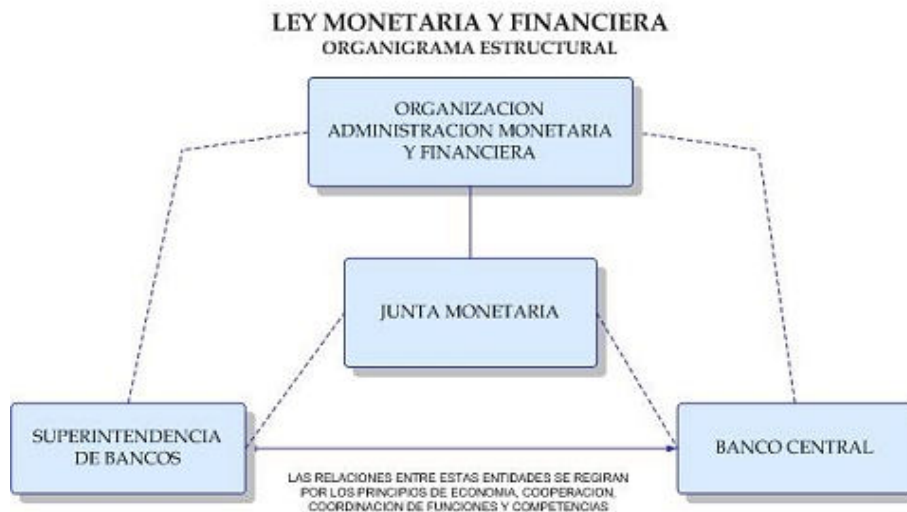 LEY MONETARIA Y FINANCIERA
ORGANIGRAMA ESTRUCTURAL
ORGANIZACION
ADMINISTRACION MONETARIA
Y FINANCIERA
JUNTA MONETARIA
SUPERINTENDENCIA
DE BANCOS
BANCO CENTRAL
LAS RELACIONES ENTRE ESTAS ENTIDADES SE REGIRAN
POR LOS PRINCIPIOS DE ECONOMIA, COOPERACION,
COORDINACION DE FUNCIONES Y COMPETENCIAS